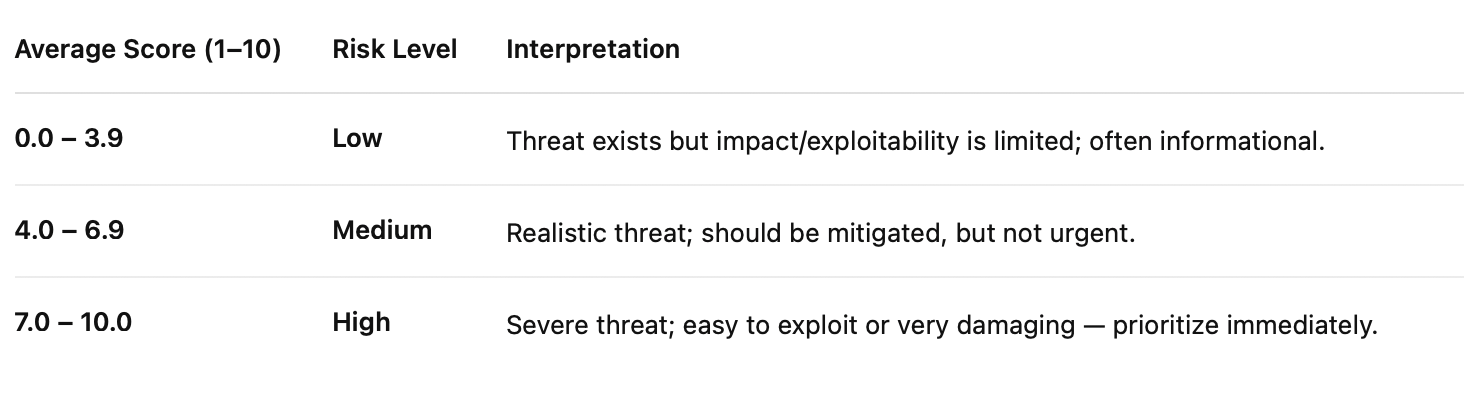 Average Score (1–10) Risk Level Interpretation
0.0 – 3.9 Low Threat exists but impact/exploitability is limited; often informational.
4.0 – 6.9 Medium Realistic threat; should be mitigated, but not urgent.
7.0 – 10.0 High Severe threat; easy to exploit or very damaging — prioritize immediately.